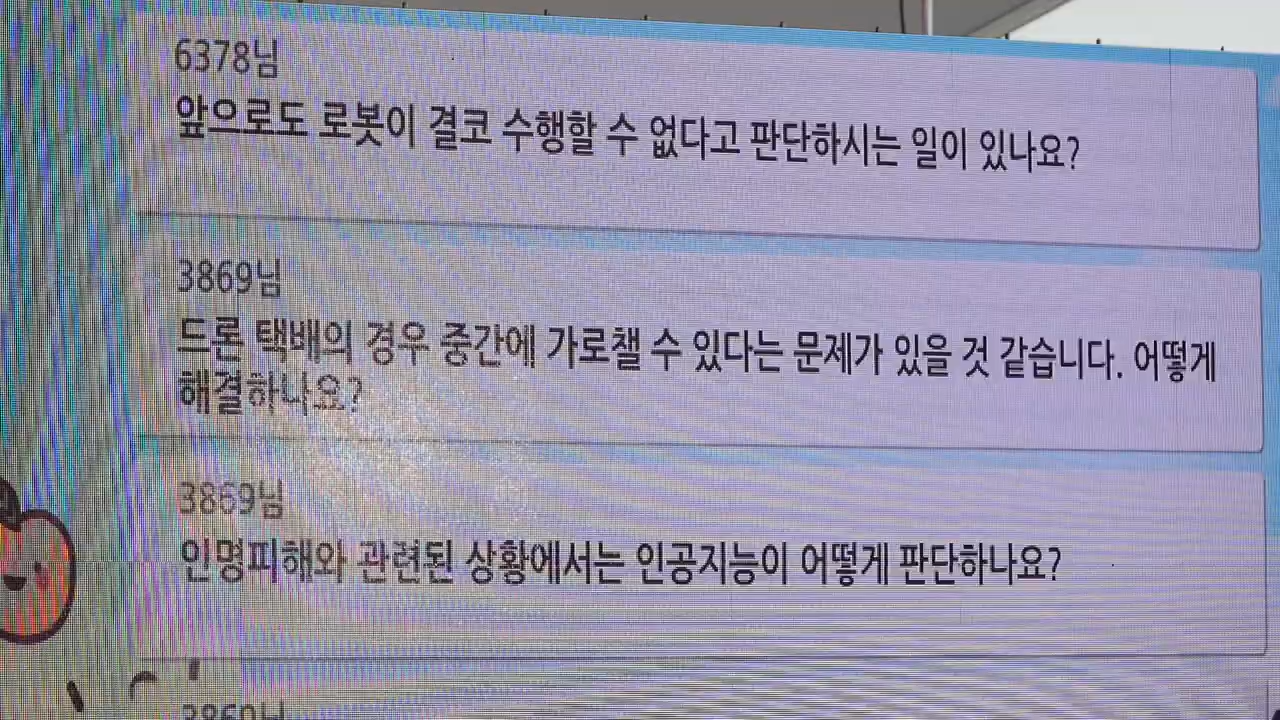 6378님
앞으로도 로봇이 결코 수행할 수 없다고 판단하시는 일이 있나요?
3869님
드론 택배의 경우 중간에 가로챌 수 있다는 문제가 있을 것 같습니다. 어떻게
해결하나요?
3869님
인명피해와 관련된 상황에서는 인공지능이 어떻게 판단하나요?